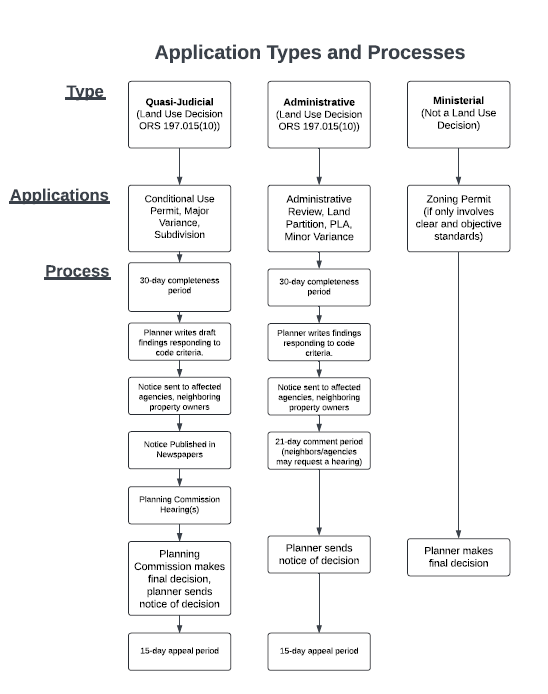 Application Types and Processes
Type
Quasi-Judicial
(Land Use Decision
ORS 197.015(10))
Administrative
(Land Use Decision
ORS 197.015(10))
Ministerial
(Not a Land Use
Decision)
Applications
Conditional Use
Permit, Major
Variance,
Subdivision
Administrative
Review, Land
Partition, PLA,
Minor Variance
Zoning Permit
(if only involves
clear and objective
standards)
Process
30-day completeness
period
Planner writes draft
findings responding to
code criteria.
Notice sent to affected
agencies, neighboring
property owners
Notice Published in
Newspapers
Planning Commission
Hearing(s)
Planning
Commission makes
final decision,
planner sends
notice of decision
15-day appeal period
30-day completeness
period
Planner writes findings
responding to code
criteria.
Notice sent to affected
agencies, neighboring
property owners
21-day comment period
(neighbors/agencies
may request a hearing)
Planner sends
notice of decision
15-day appeal period
Planner makes
final decision